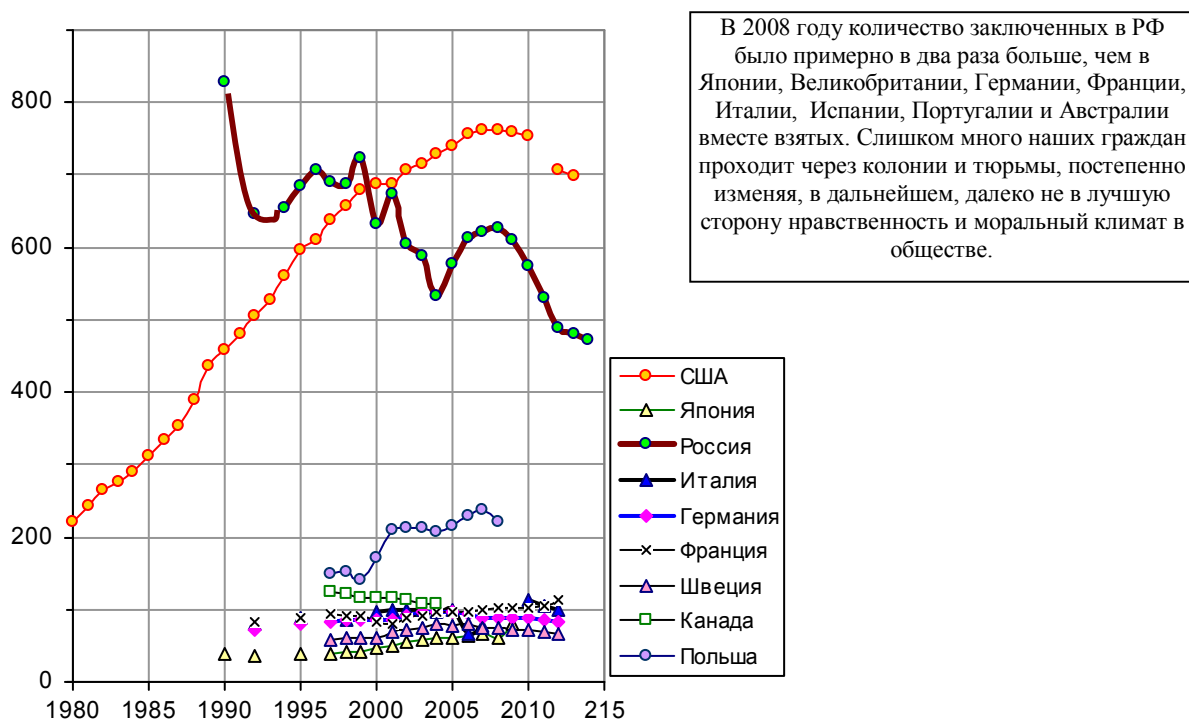 В 2008 году количество заключенных в РФ
было примерно в два раза больше, чем в
Японии, Великобритании, Германии, Франции,
Италии, Испании, Португалии и Австралии
вместе взятых. Слишком много наших граждан
проходит через колонии и тюрьмы, постепенно
изменяя, в дальнейшем, далеко не в лучшую
сторону нравственность и моральный климат в
обществе.
800
600
400
200
0
1980 1985 1990 1995 2000 2005 2010 215
США
Япония
Россия
Италия
Германия
Франция
Швеция
Канада
Польша